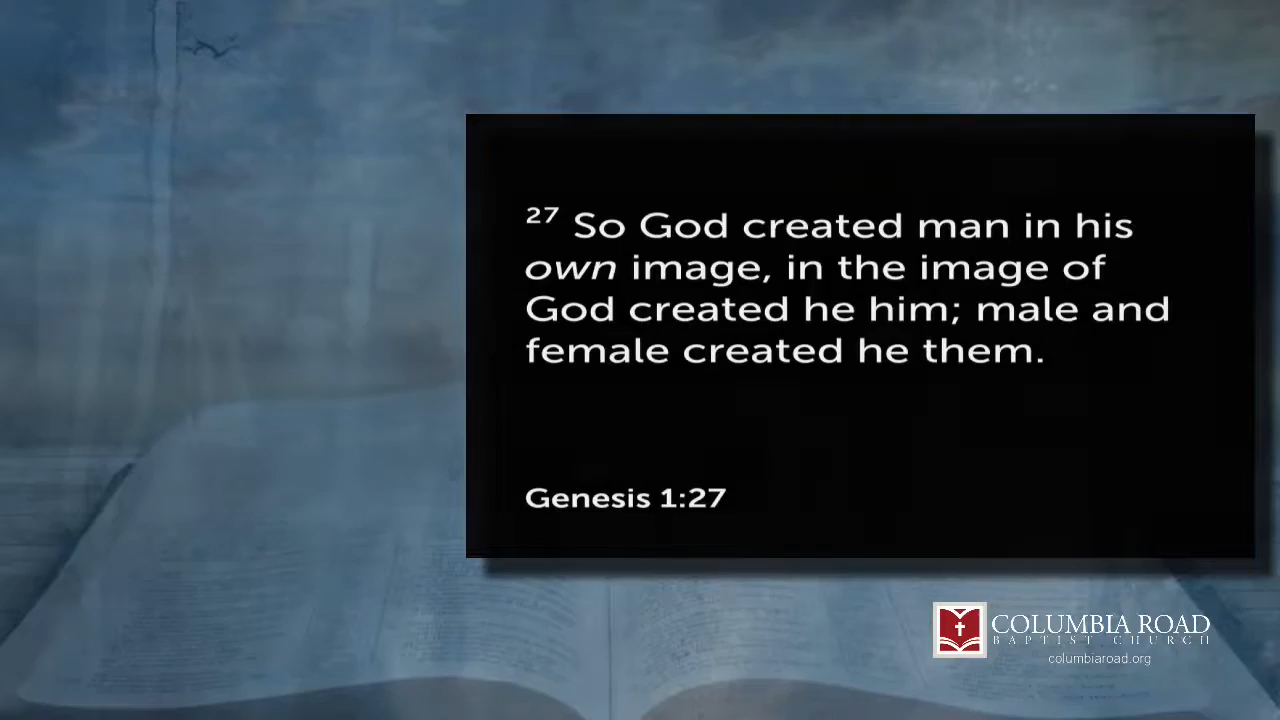 27 So God created man in his
own image, in the image of
God created he him; male and
female created he them.
Genesis 1:27
COLUMBIA ROAD
BAPTIST CHURCH
columbiaroad.org